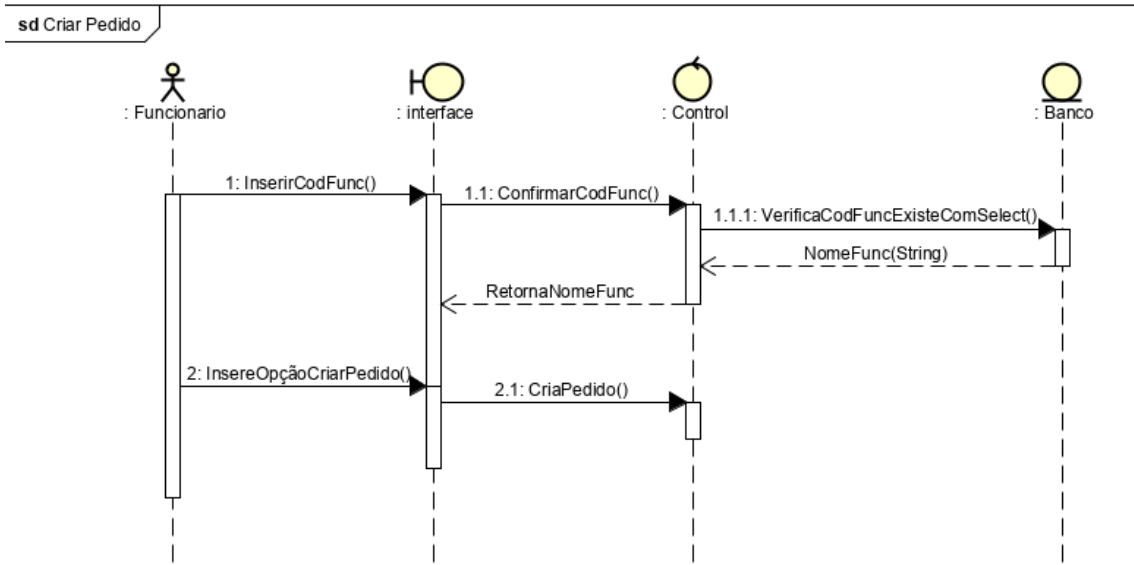 sd Criar Pedido
: Funcionario
: interface
: Control
: Banco
1: InserirCodFunc()
1.1: ConfirmarCodFunc()
1.1.1: VerificaCodFuncExisteComSelect()
NomeFunc(String)
RetornaNomeFunc
2: InsereOpçãoCriarPedido()
2.1: CriaPedido()